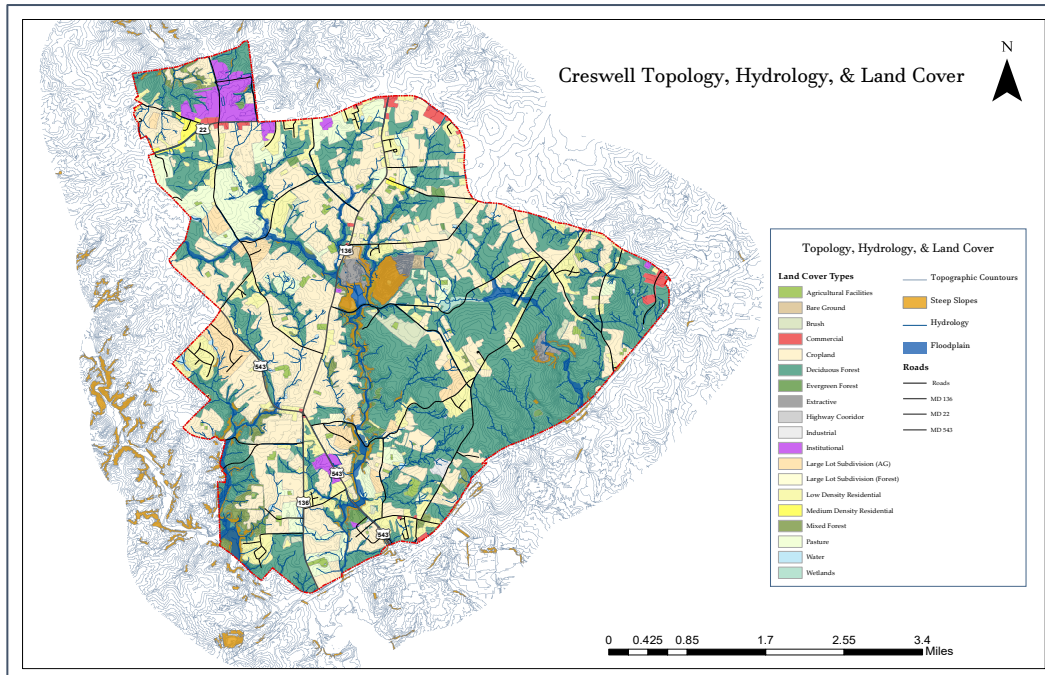 Creswell Topology, Hydrology, & Land Cover
N
22
136
543
543
136
543
Topology, Hydrology, & Land Cover
Land Cover Types
Agricultural Facilities
Bare Ground
Brush
Commercial
Cropland
Deciduous Forest
Evergreen Forest
Extractive
Highway Cooridor
Industrial
Institutional
Large Lot Subdivision (AG)
Large Lot Subdivision (Forest)
Low Density Residential
Medium Density Residential
Mixed Forest
Pasture
Water
Wetlands
Topographic Countours
Steep Slopes
Hydrology
Floodplain
Roads
Roads
MD 136
MD 22
MD 543
0 0.425 0.85 1.7 2.55 3.4
Miles